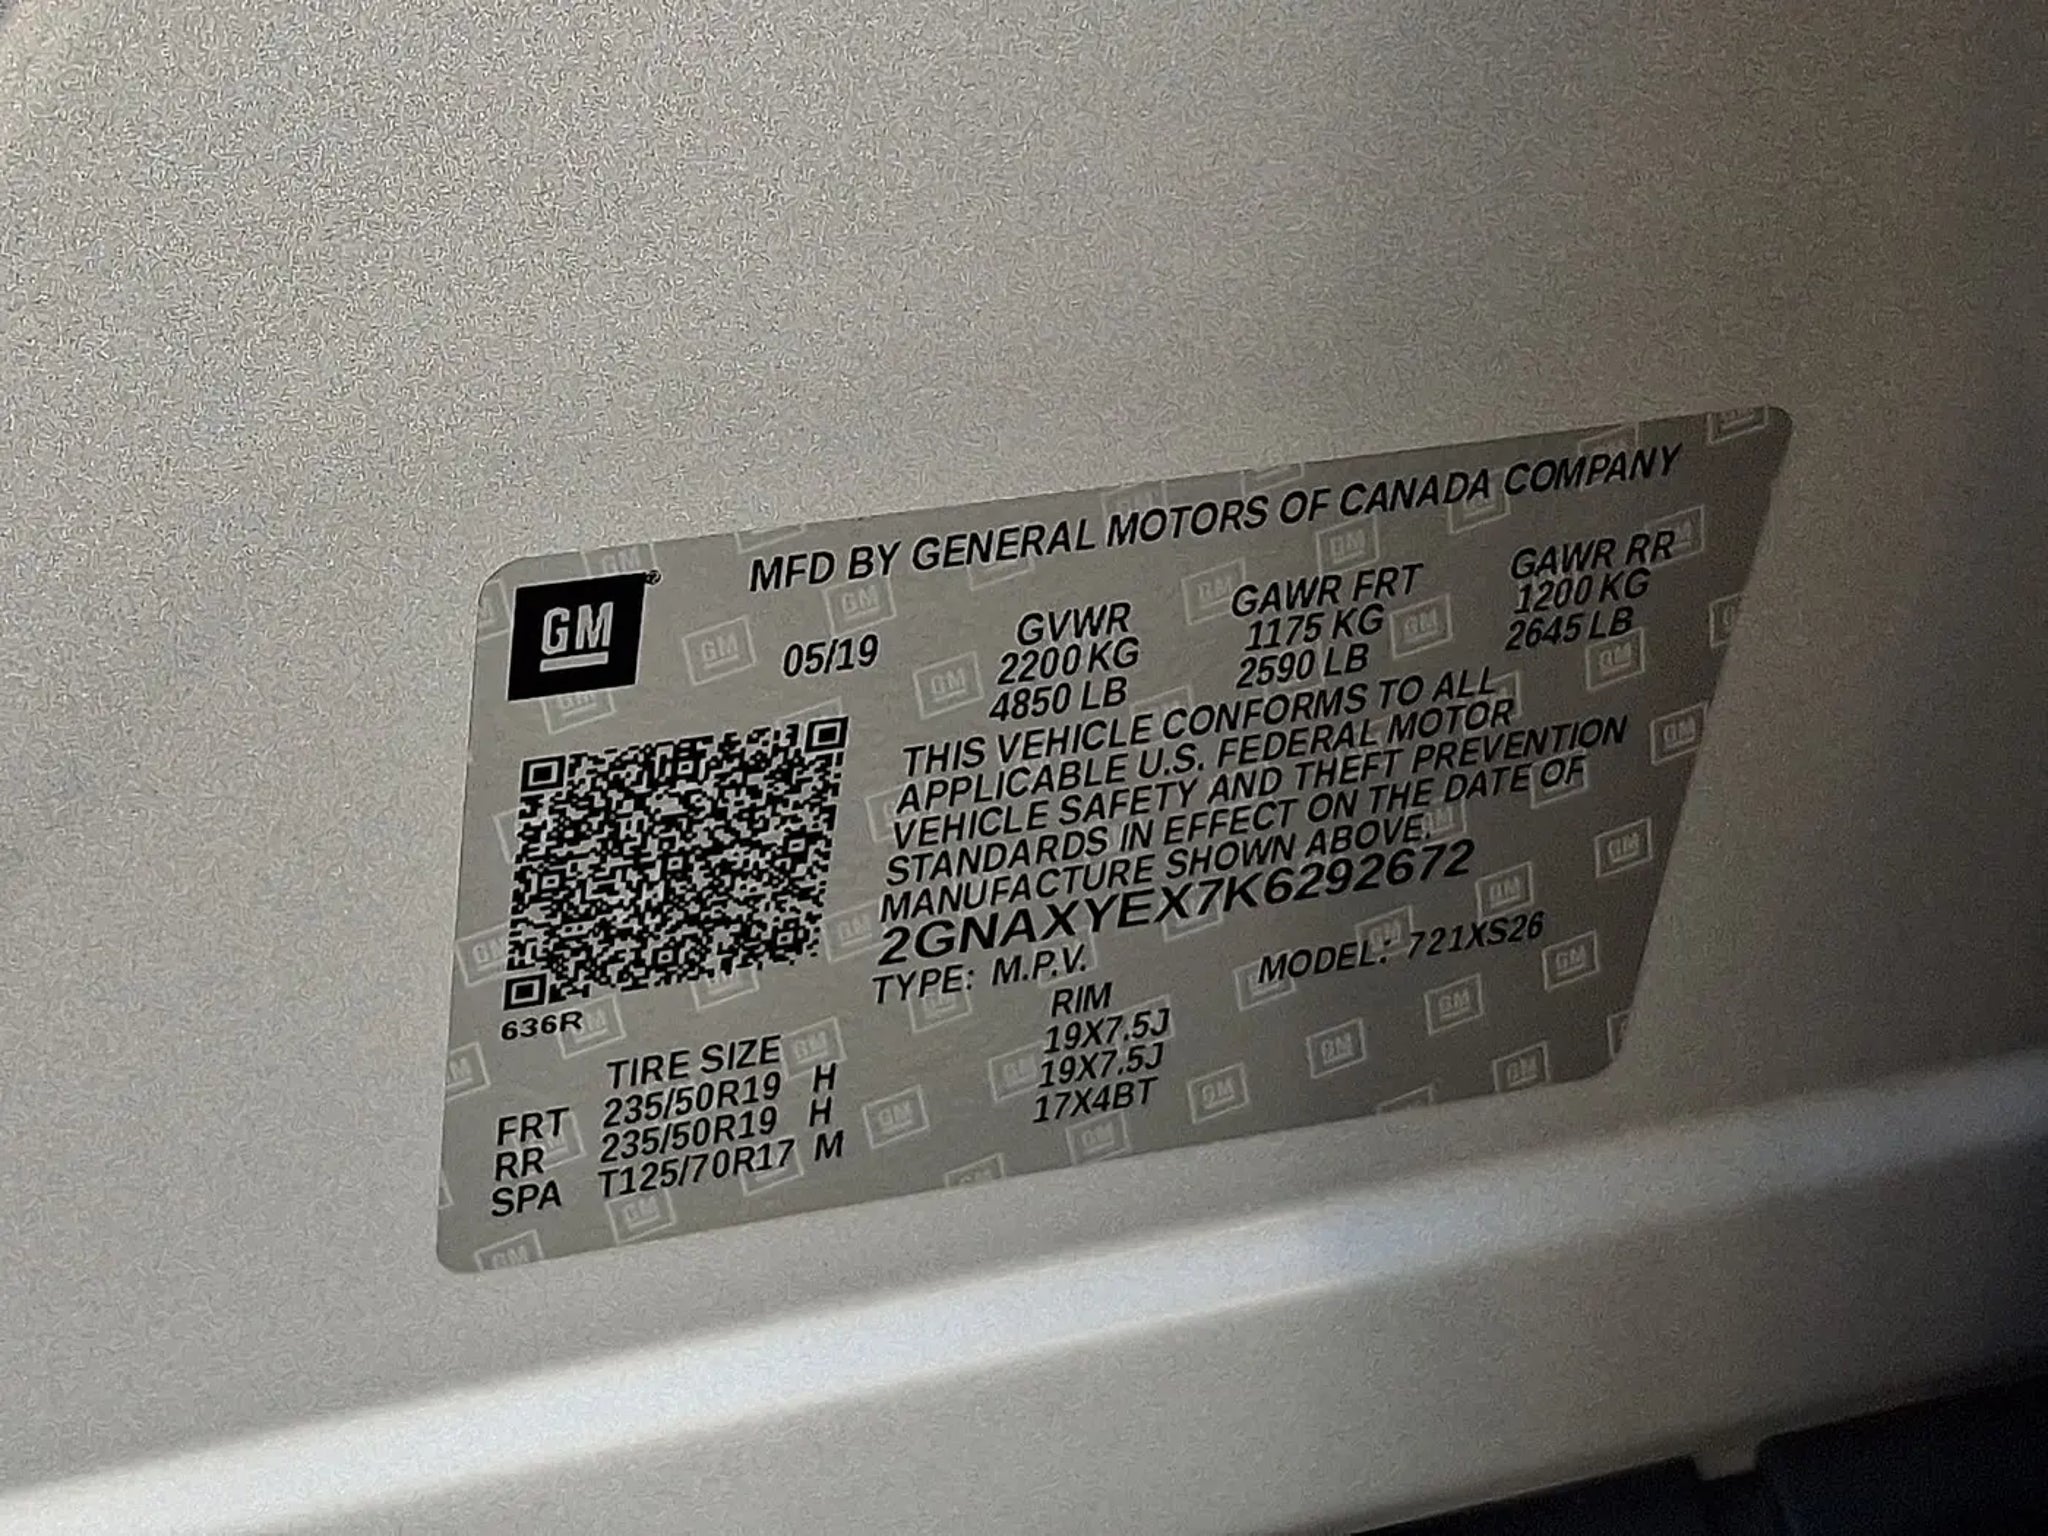 GM®
MFD BY GENERAL MOTORS OF CANADA COMPANY
05/19
GVWR
2200 KG
4850 LB
GAWR FRT
1175 KG
2590 LB
GAWR RR
1200 KG
2645 LB
THIS VEHICLE CONFORMS TO ALL
APPLICABLE U.S. FEDERAL MOTOR
VEHICLE SAFETY AND THEFT PREVENTION
STANDARDS IN EFFECT ON THE DATE OF
MANUFACTURE SHOWN ABOVE.
2GNAXYEX7K6292672
TYPE: M.P.V. MODEL: 721XS26
636R
TIRE SIZE RIM
FRT 235/50R19 H 19X7.5J
RR 235/50R19 H 19X7.5J
SPA T125/70R17 M 17X4BT